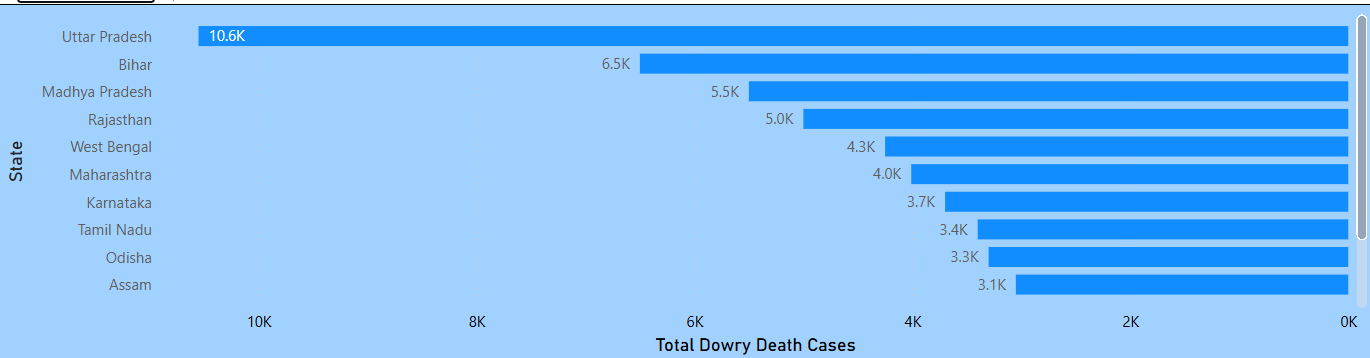 Uttar Pradesh 10.6K
Bihar 6.5K
Madhya Pradesh 5.5K
Rajasthan 5.0K
West Bengal 4.3K
Maharashtra 4.0K
Karnataka 3.7K
Tamil Nadu 3.4K
Odisha 3.3K
Assam 3.1K
State
10K 8K 6K 4K 2K 0K
Total Dowry Death Cases